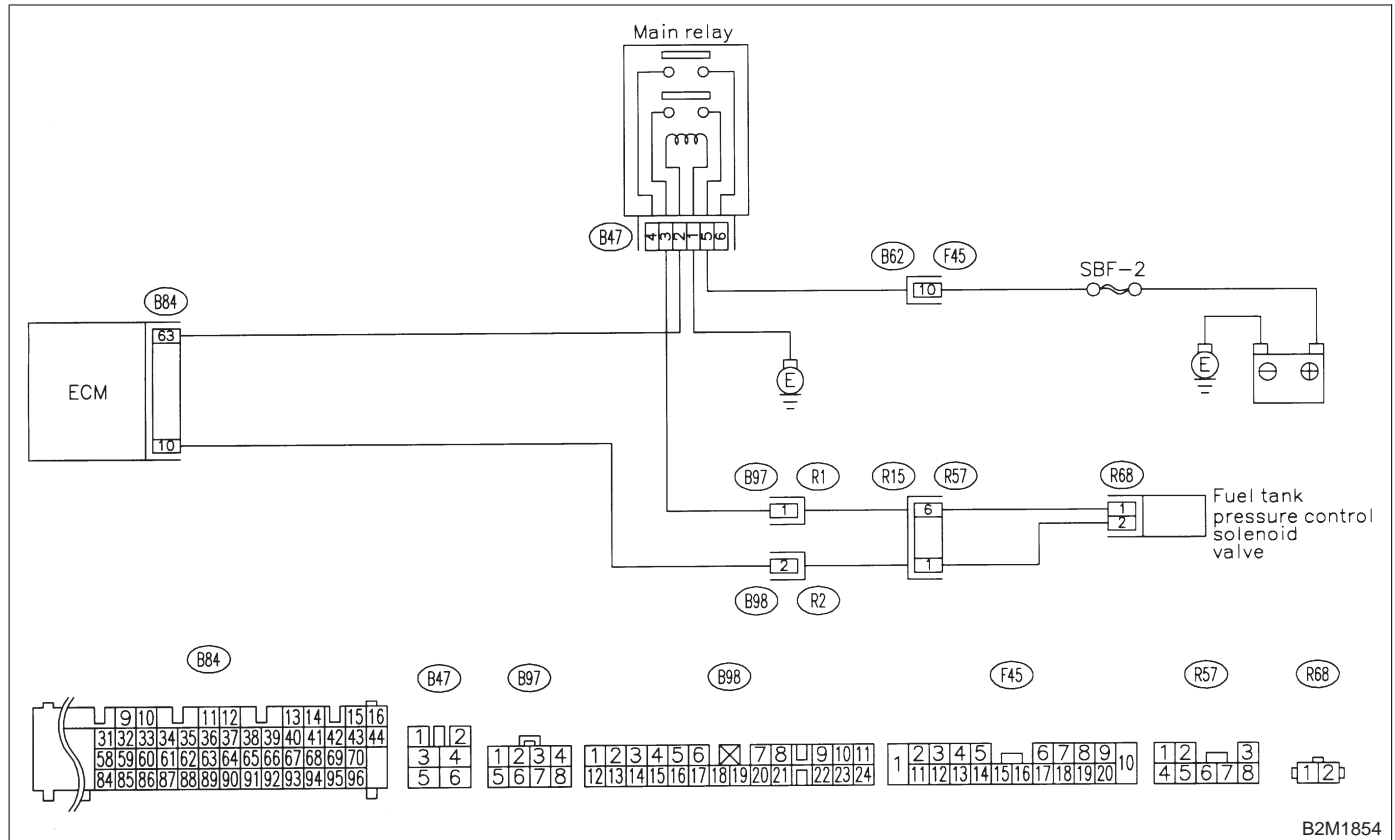 Main relay
B47
4 3 2 1 5 6
B62 F45
10
SBF-2
B84
63
ECM
10
E
E
B97 R1
1
R15 R57
6
1
R68
1
2
Fuel tank
pressure control
solenoid
valve
2
B98 R2
B84
9 10 11 12 13 14 15 16
31 32 33 34 35 36 37 38 39 40 41 42 43 44
58 59 60 61 62 63 64 65 66 67 68 69 70
84 85 86 87 88 89 90 91 92 93 94 95 96
B47
1 2
3 4
5 6
B97
1 2 3 4
5 6 7 8
B98
1 2 3 4 5 6 7 8 9 10 11
12 13 14 15 16 17 18 19 20 21 22 23 24
F45
1 2 3 4 5 6 7 8 9 10
11 12 13 14 15 16 17 18 19 20
R57
1 2 3
4 5 6 7 8
R68
1 2
B2M1854